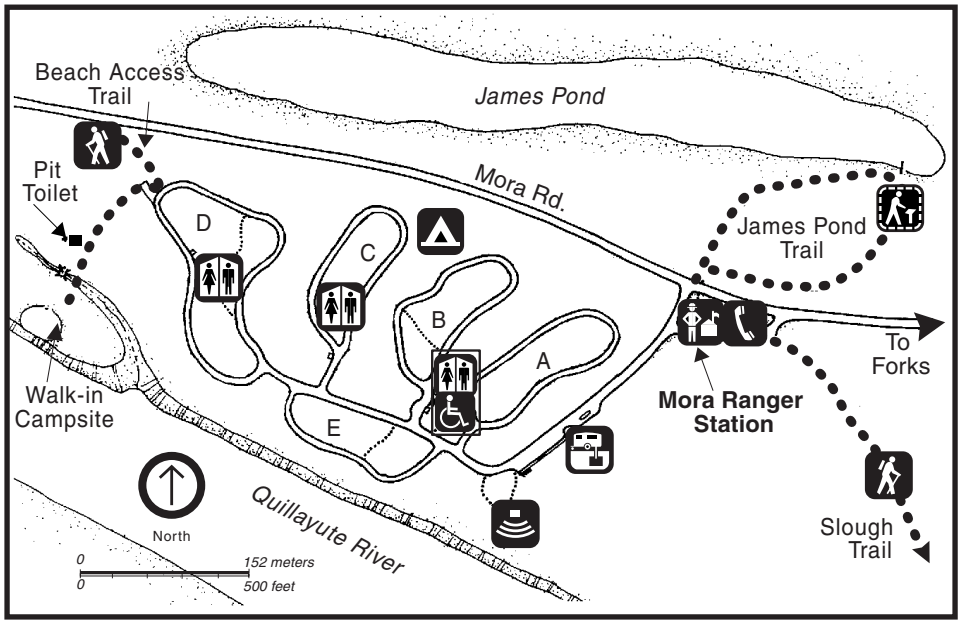 Beach Access
Trail
James Pond
Pit
Toilet
Mora Rd.
D
C
James Pond
Trail
B
A
To
Forks
Walk-in
Campsite
E
Mora Ranger
Station
North
Quillayute River
Slough
Trail
0
152 meters
0
500 feet